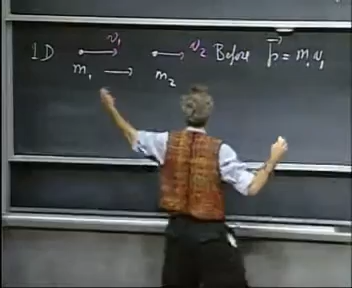 1D v₁ v₂ Before p⃗ = m₁v₁
m₁ m₂